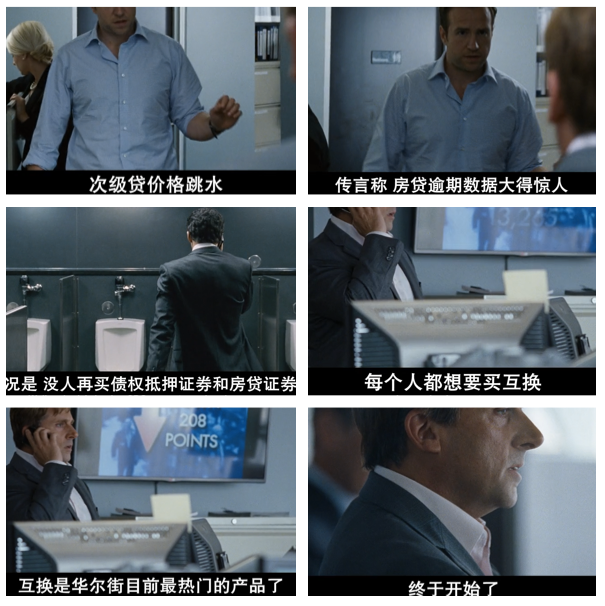 次级贷价格跳水
传言称 房贷逾期数据大得惊人
况是 没人再买债权抵押证券和房贷证券
13,265
每个人都想要买互换
208
POINTS
互换是华尔街目前最热门的产品了
终于开始了